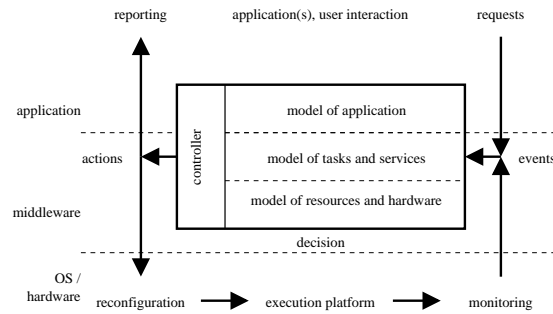 reporting
application(s), user interaction
requests
application
model of application
controller
actions
model of tasks and services
events
model of resources and hardware
middleware
decision
OS /
hardware
reconfiguration
execution platform
monitoring